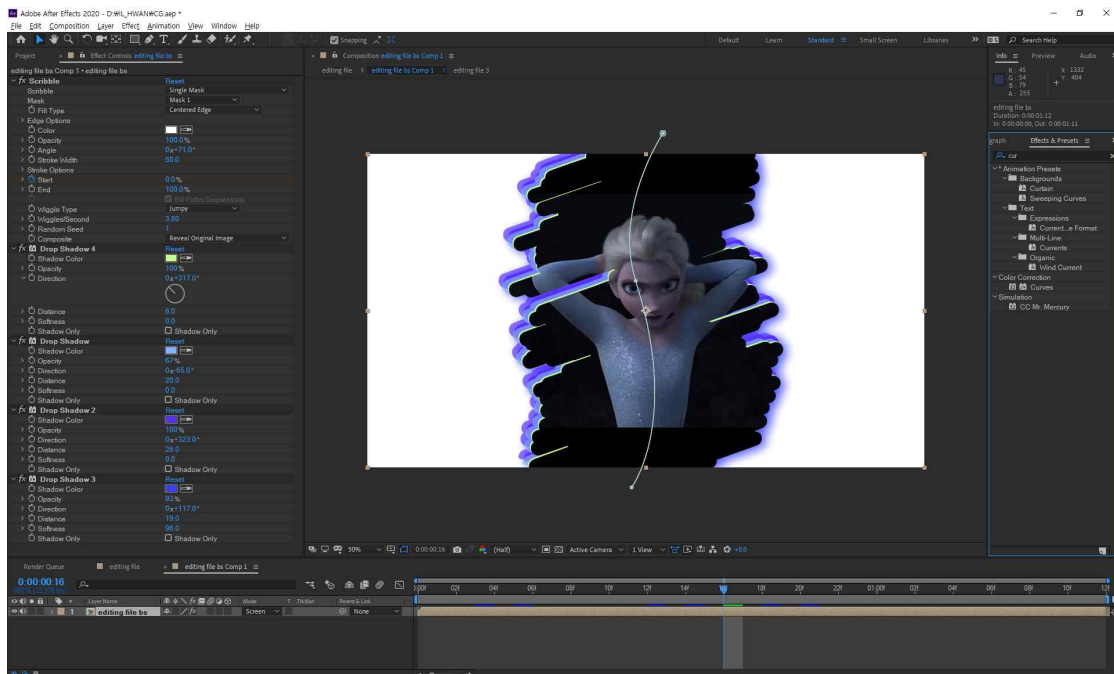 Adobe After Effects 2020 - D:₩IL_HWAN₩CG.aep *
File Edit Composition Layer Effect Animation View Window Help
Snapping
Default Learn Standard Small Screen Libraries Search Help
Project Effect Controls editing file bs
Composition editing file bs Comp 1
Info Preview Audio
editing file bs Comp 1 • editing file bs
editing file editing file bs Comp 1 editing file 3
R : 45 X : 1332
G : 54 Y : 404
B : 79
A : 255
editing file bs
Duration: 0:00:01:12
In: 0:00:00:00, Out: 0:00:01:11
fx Scribble Reset
Scribble Single Mask
Mask Mask 1
Fill Type Centered Edge
Edge Options
Color
Opacity 100.0%
Angle 0x+71.0°
Stroke Width 50.0
Stroke Options
Start 0.0%
End 100.0%
Fill Paths Sequentially
Wiggle Type Jumpy
Wiggles/Second 3.80
Random Seed 1
Composite Reveal Original Image
fx Drop Shadow 4 Reset
Shadow Color
Opacity 100%
Direction 0x+317.0°
Distance 6.0
Softness 0.0
Shadow Only Shadow Only
fx Drop Shadow Reset
Shadow Color
Opacity 67%
Direction 0x-65.0°
Distance 20.0
Softness 0.0
Shadow Only Shadow Only
fx Drop Shadow 2 Reset
Shadow Color
Opacity 100%
Direction 0x+323.0°
Distance 26.0
Softness 0.0
Shadow Only Shadow Only
fx Drop Shadow 3 Reset
Shadow Color
Opacity 93%
Direction 0x+117.0°
Distance 19.0
Softness 96.0
Shadow Only Shadow Only
graph Effects & Presets
cur
* Animation Presets
Backgrounds
Curtain
Sweeping Curves
Text
Expressions
Current...e Format
Multi-Line
Currents
Organic
Wind Current
Color Correction
Curves
Simulation
CC Mr. Mercury
50% 0:00:00:16 (Half) Active Camera 1 View +0.0
Render Queue editing file editing file bs Comp 1
0:00:00:16
:00f 02f 04f 06f 08f 10f 12f 14f 18f 20f 22f 01:00f 02f 04f 06f 08f 10f 12f
# Layer Name Mode T TrkMat Parent & Link
1 editing file bs Screen None